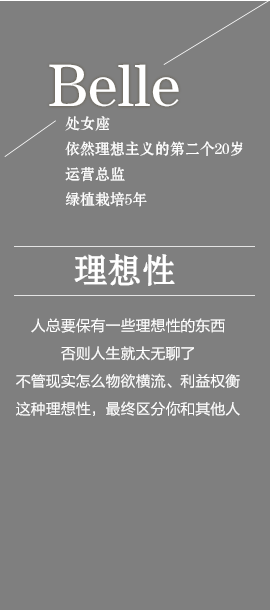 Belle
处女座
依然理想主义的第二个20岁
运营总监
绿植栽培5年
理想性
人总要保有一些理想性的东西
否则人生就太无聊了
不管现实怎么物欲横流、利益权衡
这种理想性，最终区分你和其他人